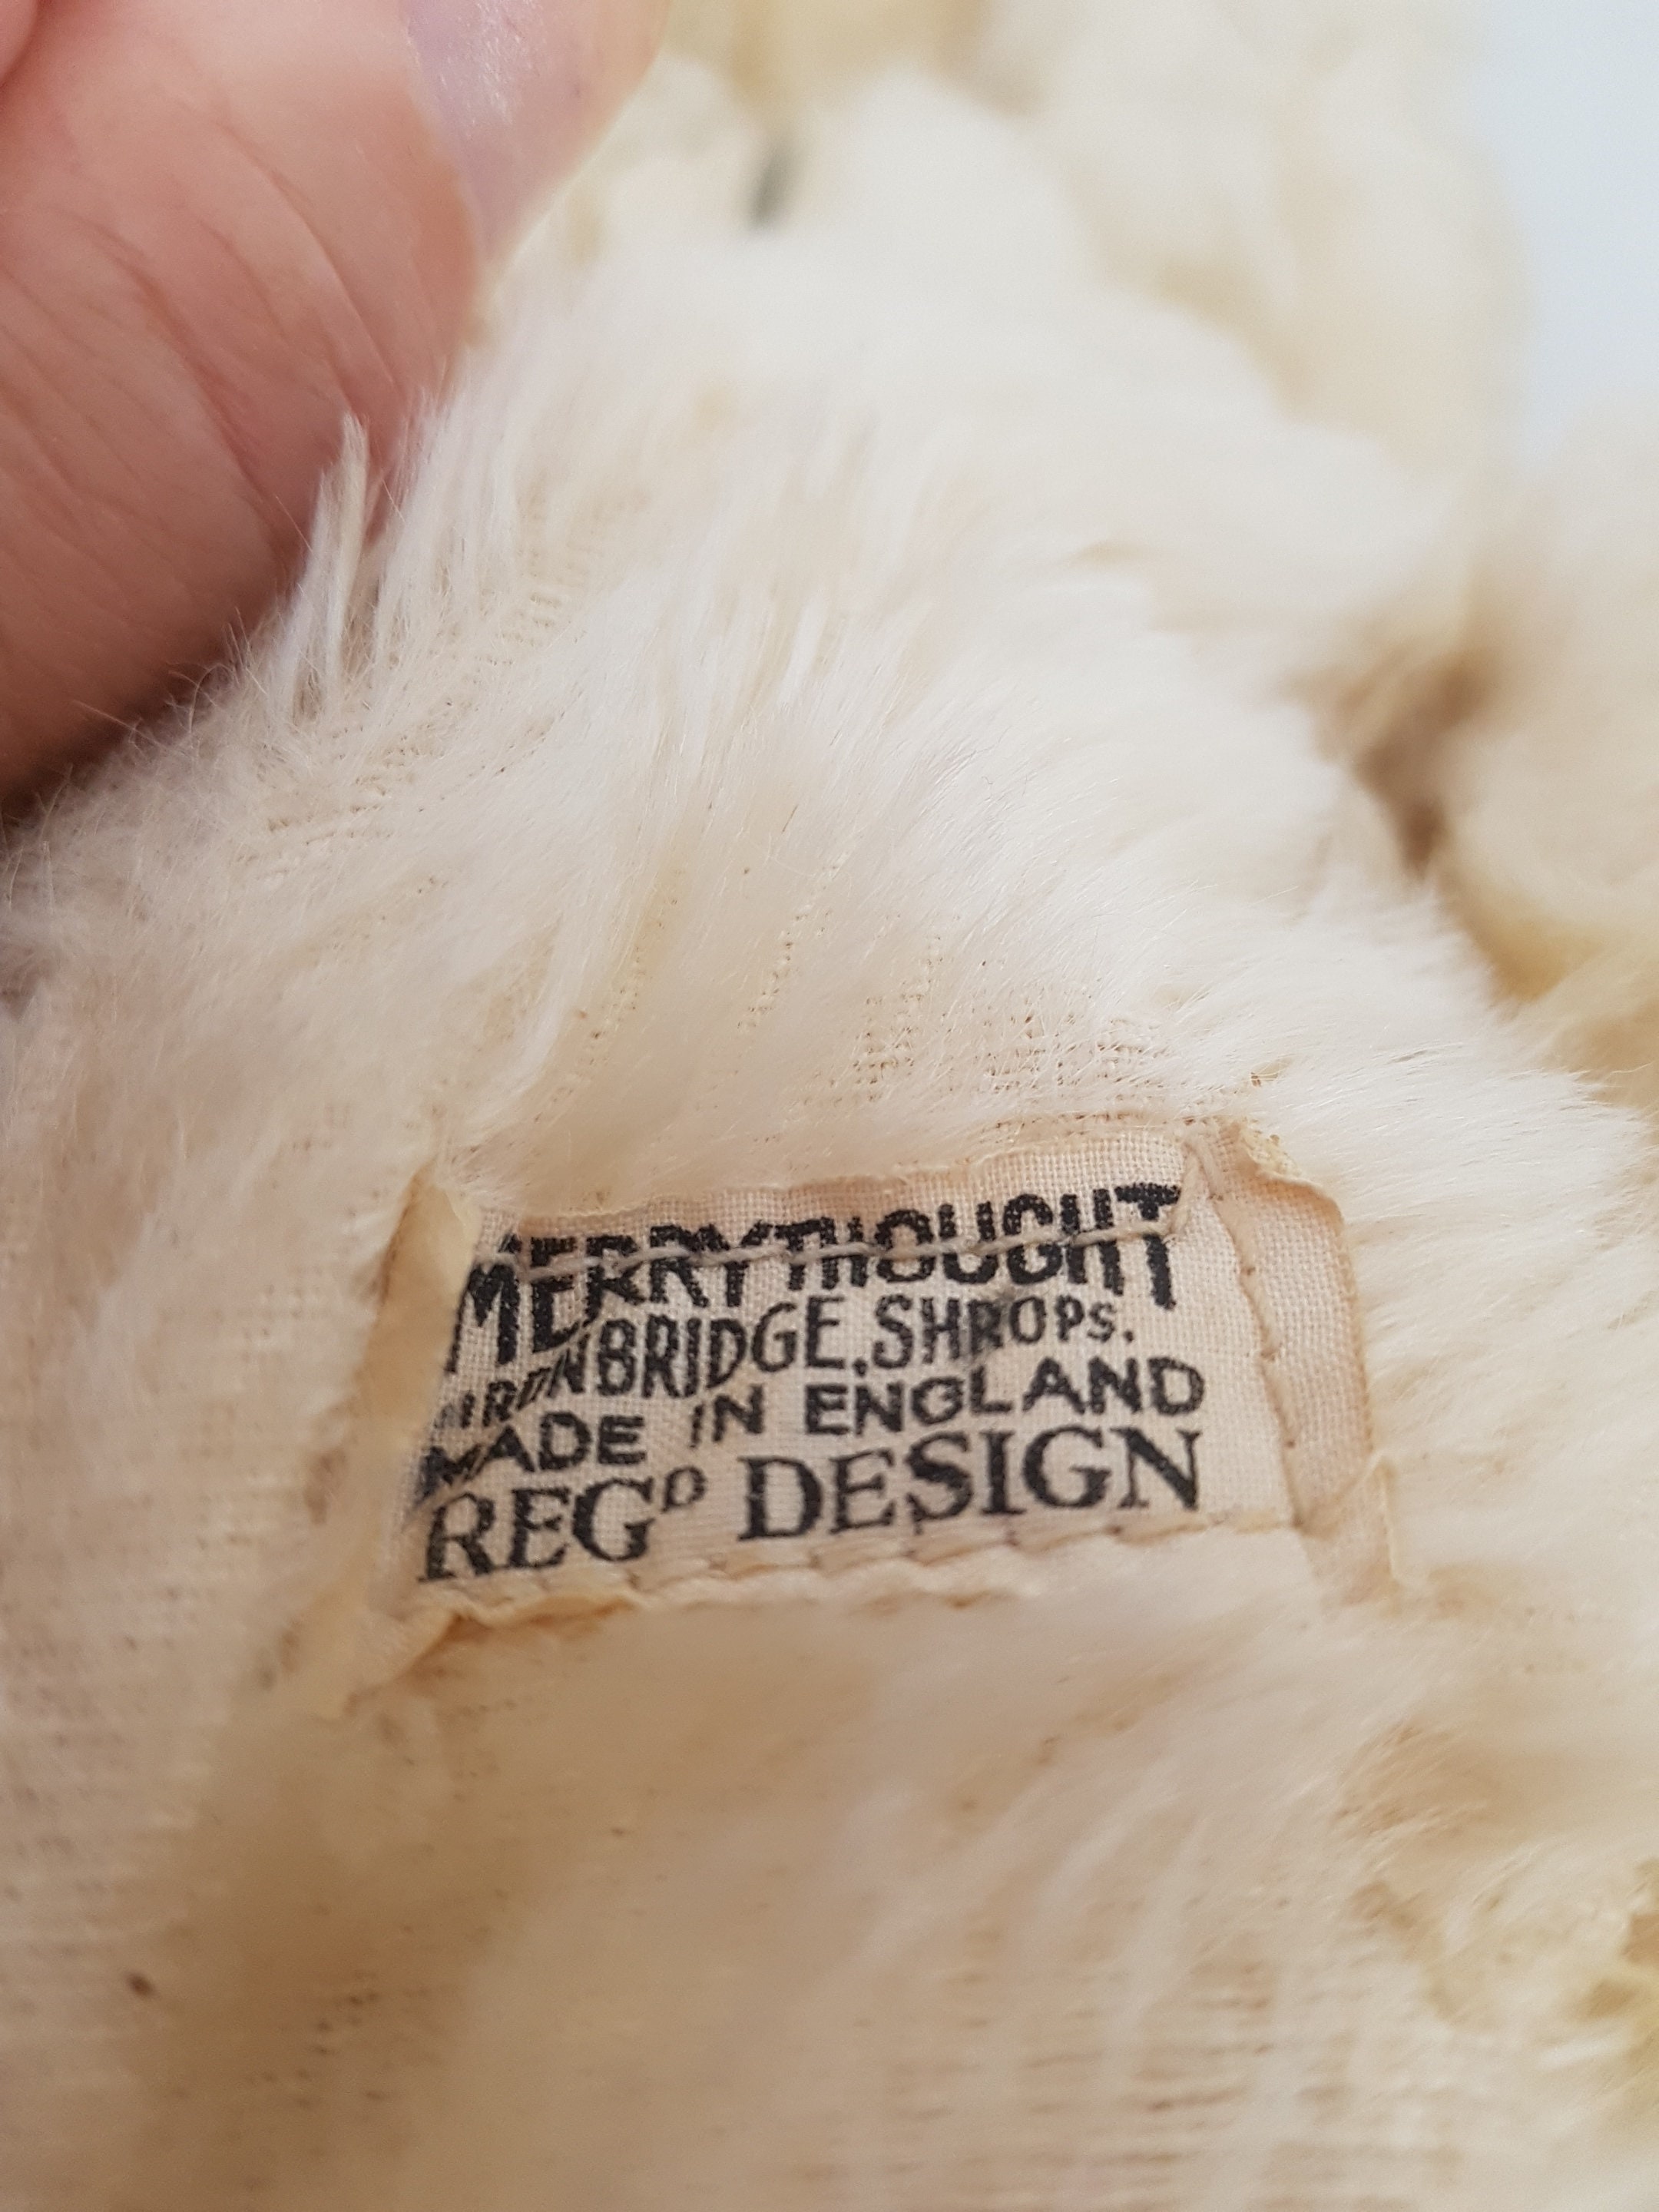 MERRYTHOUGHT
IRONBRIDGE, SHROPS.
MADE IN ENGLAND
REGᴰ DESIGN